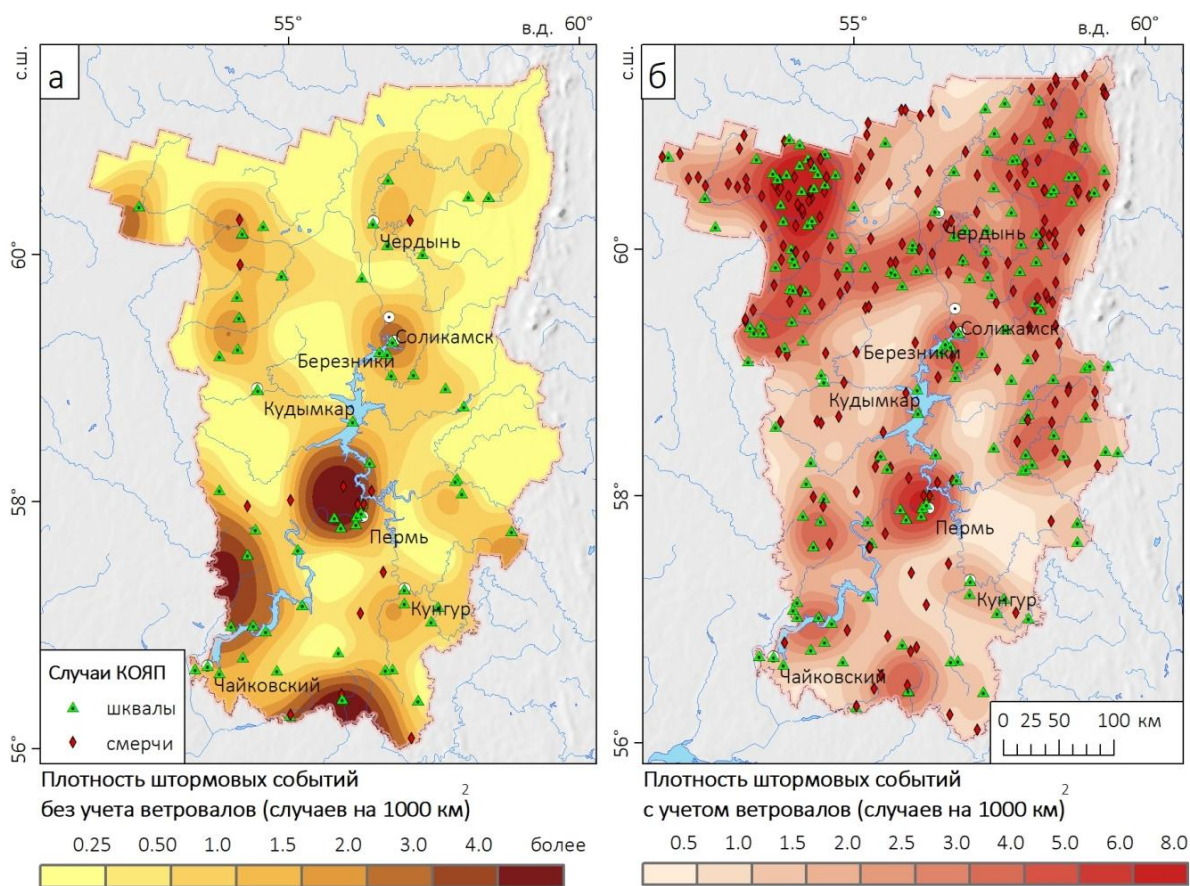 55°
в.д.
60°
55°
в.д.
60°
с.ш.
а
с.ш.
б
Чердынь
60°
Соликамск
Березники
Кудымкар
58°
Пермь
Кунгур
Чайковский
56°
Случаи КОЯП
шквалы
смерчи
Чердынь
60°
Соликамск
Березники
Кудымкар
58°
Пермь
Кунгур
Чайковский
56°
0 25 50 100 км
Плотность штормовых событий
без учета ветровалов (случаев на 1000 км²)
0.25 0.50 1.0 1.5 2.0 3.0 4.0 более
Плотность штормовых событий
с учетом ветровалов (случаев на 1000 км²)
0.5 1.0 1.5 2.0 2.5 3.0 4.0 5.0 6.0 8.0